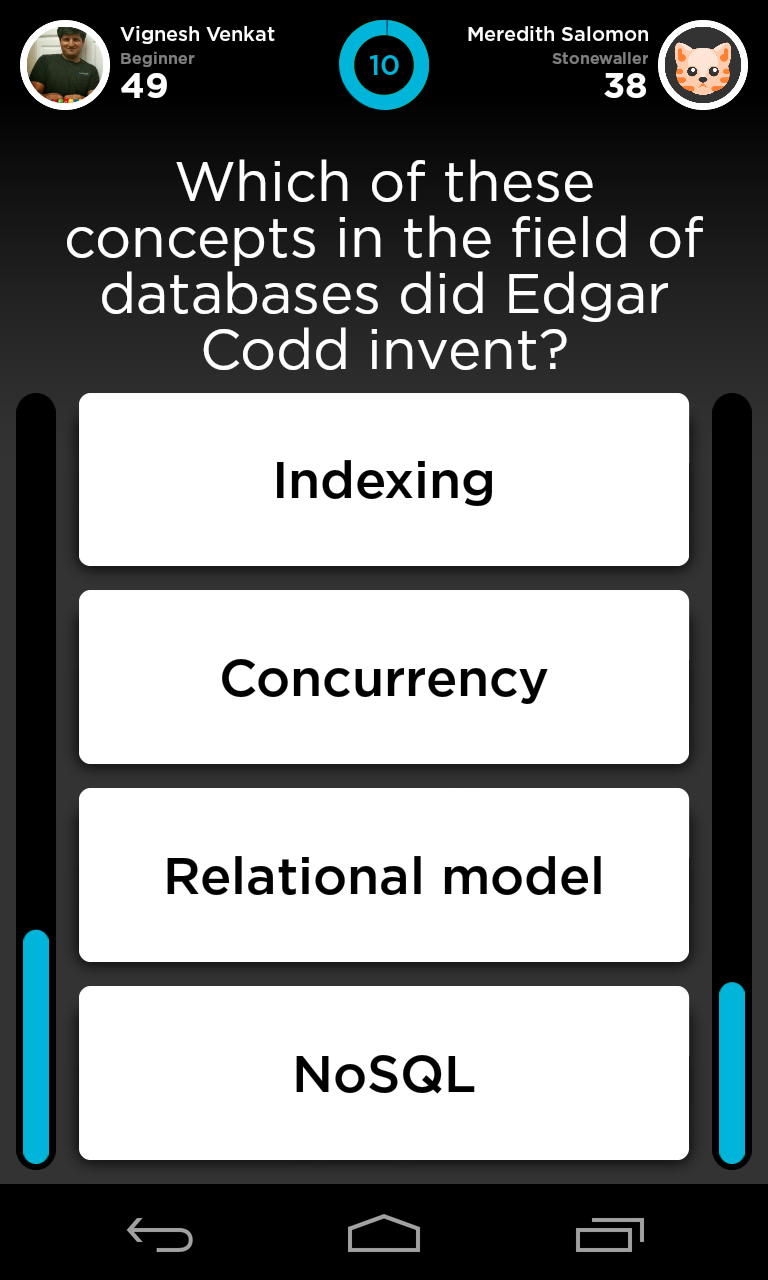 Vignesh Venkat
Beginner
49
10
Meredith Salomon
Stonewaller
38
Which of these
concepts in the field of
databases did Edgar
Codd invent?
Indexing
Concurrency
Relational model
NoSQL